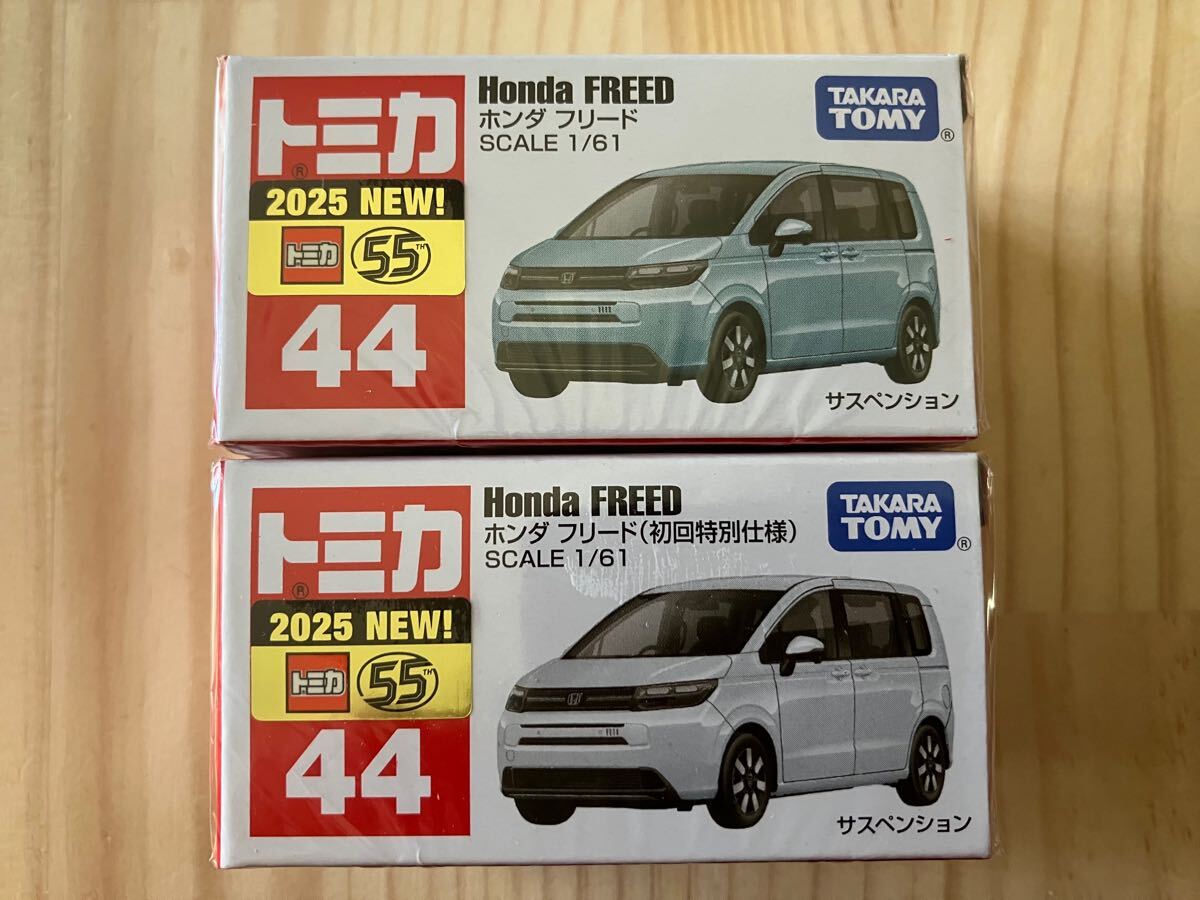 トミカ
®
2025 NEW!
トミカ 55TH
44
Honda FREED
ホンダ フリード
SCALE 1/61
TAKARA
TOMY
®
サスペンション
トミカ
®
2025 NEW!
トミカ 55TH
44
Honda FREED
ホンダ フリード(初回特別仕様)
SCALE 1/61
TAKARA
TOMY
®
サスペンション